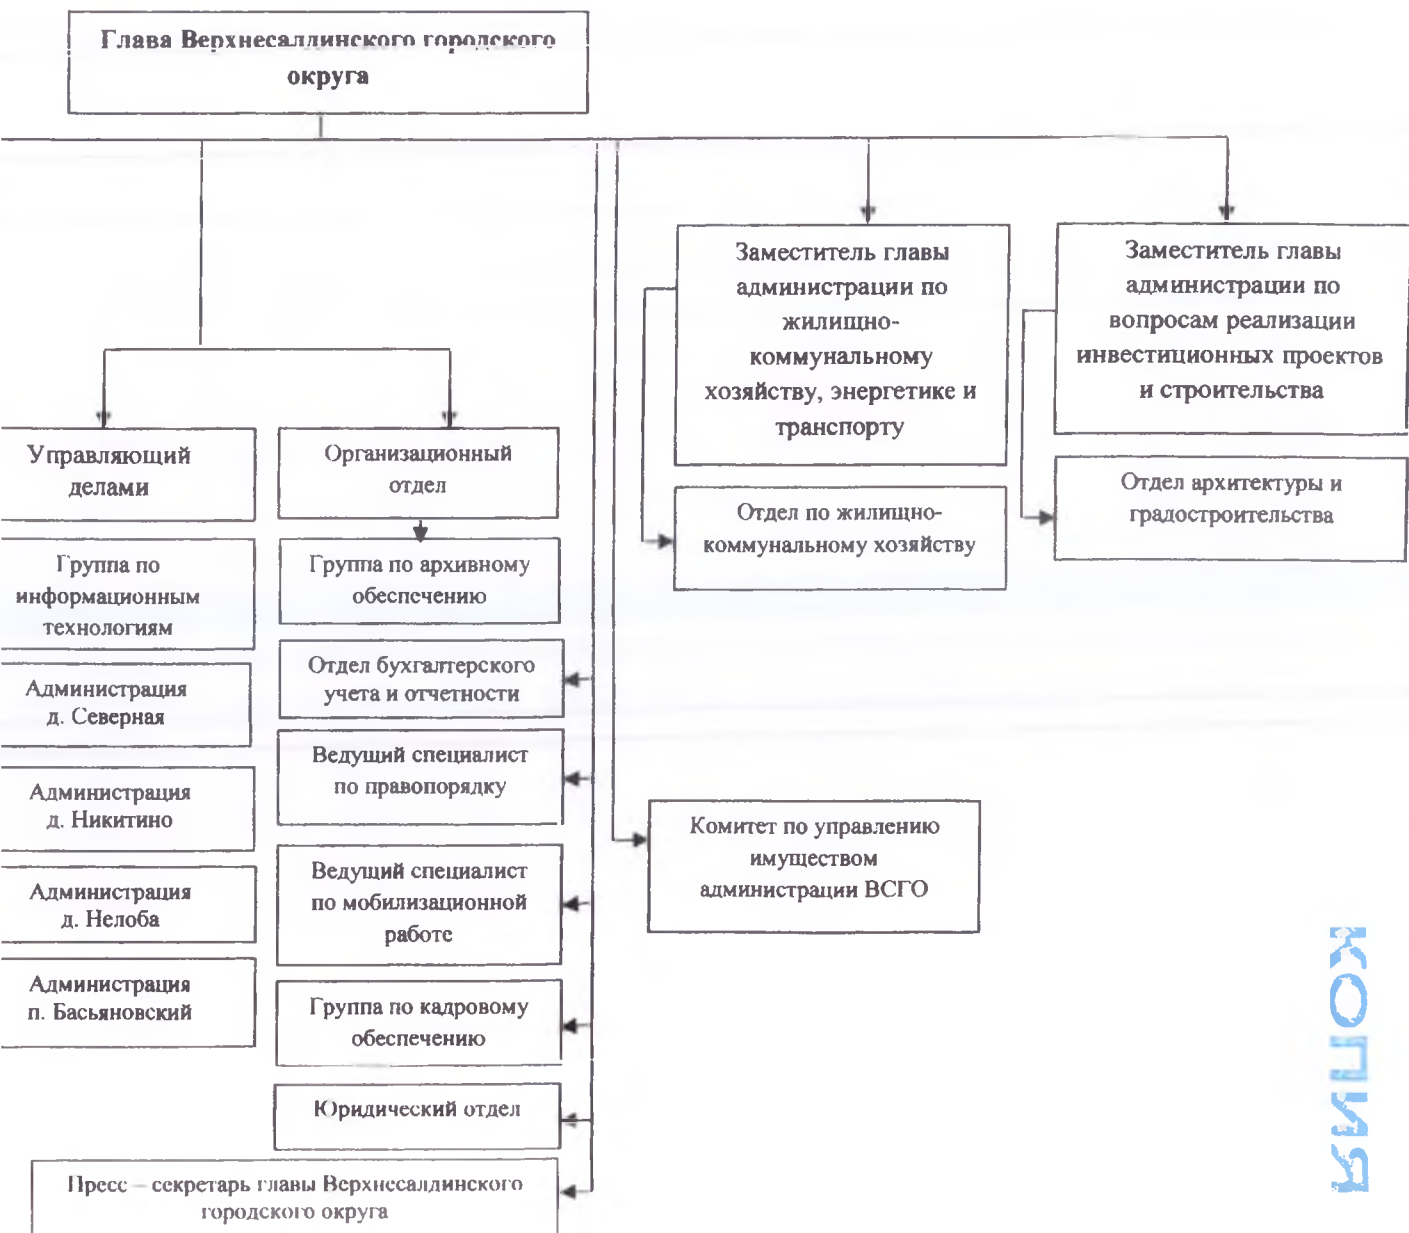 Глава Верхнесалдинского городского
округа
Заместитель главы
администрации по
жилищно-
коммунальному
хозяйству, энергетике и
транспорту
Заместитель главы
администрации по
вопросам реализации
инвестиционных проектов
и строительства
Управляющий
делами
Организационный
отдел
Отдел по жилищно-
коммунальному хозяйству
Отдел архитектуры и
градостроительства
Группа по
информационным
технологиям
Группа по архивному
обеспечению
Администрация
д. Северная
Отдел бухгалтерского
учета и отчетности
Администрация
д. Никитино
Ведущий специалист
по правопорядку
Комитет по управлению
имуществом
администрации ВСГО
Администрация
д. Нелоба
Ведущий специалист
по мобилизационной
работе
Администрация
п. Басьяновский
Группа по кадровому
обеспечению
Юридический отдел
Пресс – секретарь главы Верхнесалдинского
городского округа
КОПИЯ